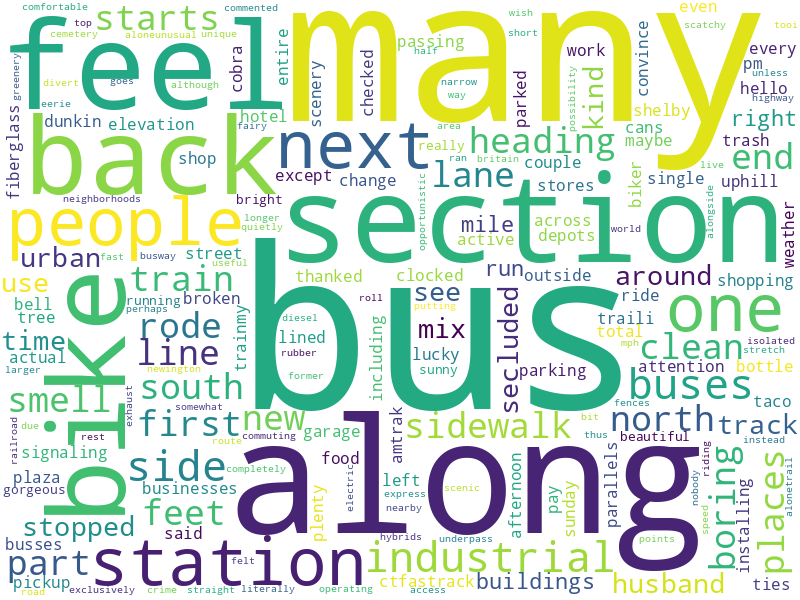 comfortable
commented
wish
even
scatchy
tooi
starts
top
cemetery
aloneunusual
unique
half
short
feel
many
passing
work
convince
every
pm
hello
greenery
divert
goes
although
entire
cobra
scenery
checked
parked
narrow
way
possibility
kind
unless
highway
eerie
hotel
fairy
fiberglass
dunkin
elevation
next
area
shelby
right
cans
maybe
trash
back
shop
really
ran
britain
heading
lane
couple
stores
biker
end
live
single
uphill
neighborhoods
bright
except
change
opportunistic
alongside
people
longer
quietly
section
mile
active
across
depots
world
weather
urban
fast
busway
street
useful
train
thanked
clocked
run
outside
around
shopping
use
perhaps
running
broken
bell
tree
trainmy
diesel
roll
putting
see
ride
traili
total
mph
isolated
stretch
one
time
actual
larger
bike
rode
line
lined
rubber
sunny
former
including
mix
lucky
bus
secluded
parking
clean
attention
bottle
smell
newington
south
buses
taco
somewhat
exhaust
due
rest
first
new
sidewalk
fences
bit
thus
north
track
railroad
signaling
route
commuting
garage
food
amtrak
beautiful
instead
plaza
gorgeous
side
completely
businesses
along
electric
left
express
nearby
hybrids
scenic
underpass
afternoon
pay
sunday
parallels
nobody
riding
speed
boring
installing
places
alonetrail
points
stopped
feet
said
plenty
busses
part
station
felt
industrial
ctfastrack
buildings
husband
ties
pickup
road
exclusively
crime
straight
literally
operating
access